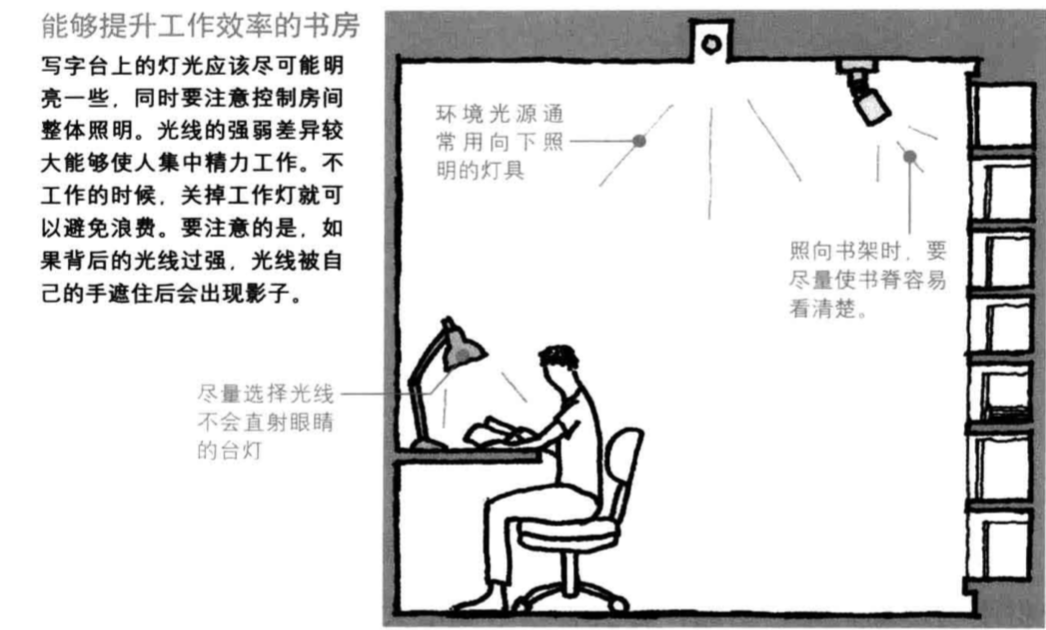 能够提升工作效率的书房
写字台上的灯光应该尽可能明
亮一些，同时要注意控制房间
整体照明。光线的强弱差异较
大能够使人集中精力工作。不
工作的时候，关掉工作灯就可
以避免浪费。要注意的是，如
果背后的光线过强，光线被自
己的手遮住后会出现影子。
环境光源通
常用向下照
明的灯具
照向书架时，要
尽量使书脊容易
看清楚。
尽量选择光线
不会直射眼睛
的台灯